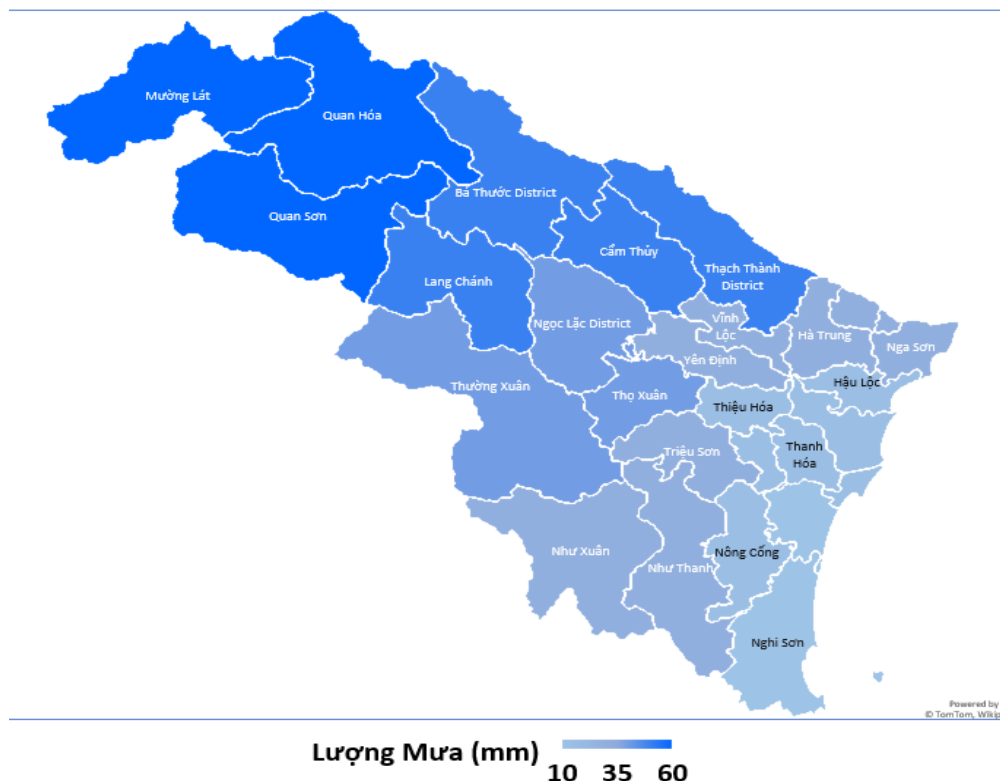 Mường Lát
Quan Hóa
Quan Sơn
Bá Thước District
Cẩm Thủy
Thạch Thành
District
Lang Chánh
Ngọc Lặc District
Vĩnh
Lộc
Hà Trung
Nga Sơn
Yên Định
Hậu Lộc
Thường Xuân
Thọ Xuân
Thiệu Hóa
Triệu Sơn
Thanh
Hóa
Như Xuân
Như Thanh
Nông Cống
Nghi Sơn
Powered by
© TomTom, Wikip
Lượng Mưa (mm)
10 35 60